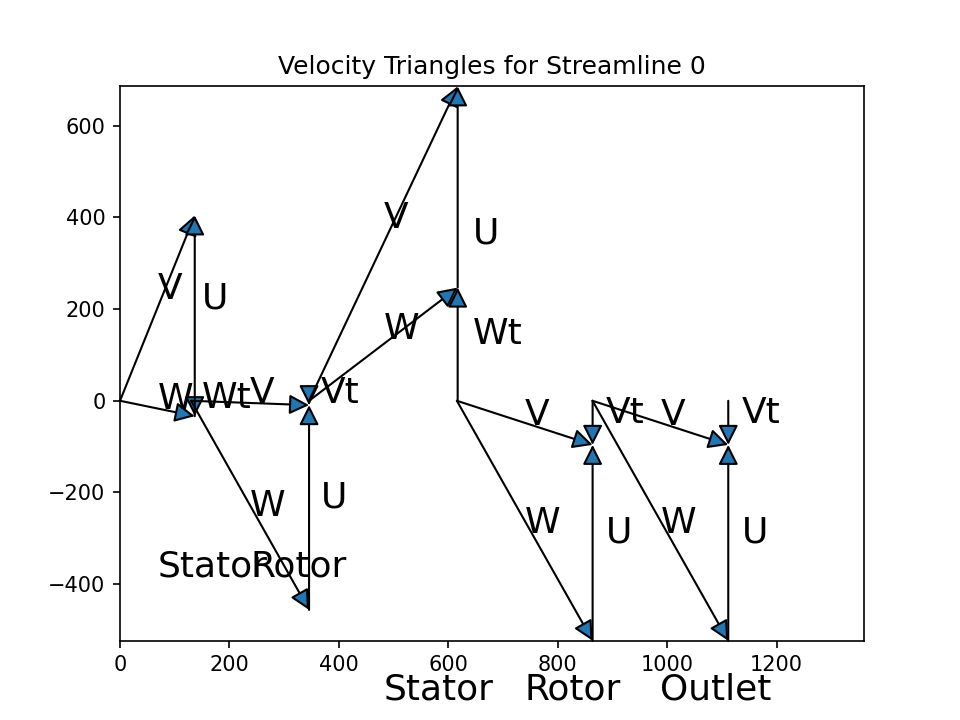 Velocity Triangles for Streamline 0
600
400
200
0
−200
−400
V
U
W
Wt
V
Vt
W
U
V
U
W
Wt
V
Vt
W
U
V
Vt
W
U
Stator
Rotor
0
200
400
600
800
1000
1200
Stator
Rotor
Outlet